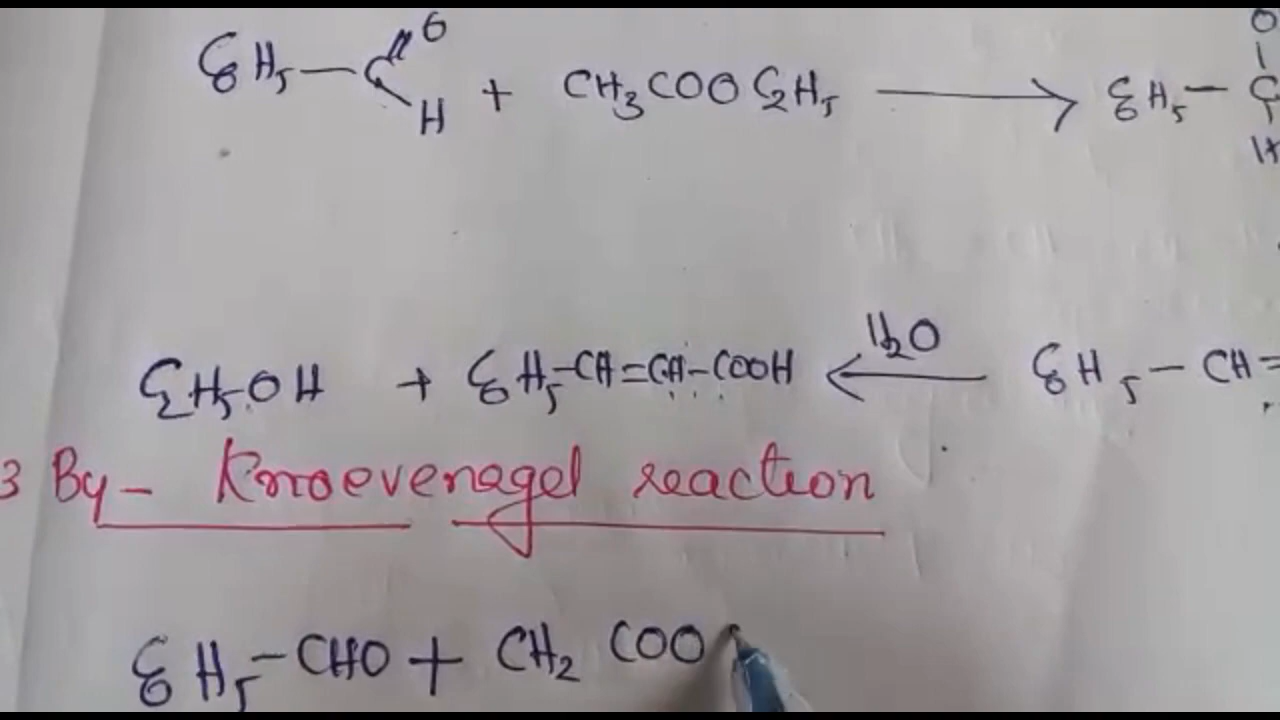 C₆H₅—C(=O)H + CH₃COOC₂H₅ → C₆H₅—C
O
H
C₂H₅OH + C₆H₅-CH=CH-COOH ← H₂O C₆H₅—CH=
3 By- Knoevenagel reaction
C₆H₅-CHO + CH₂ COO